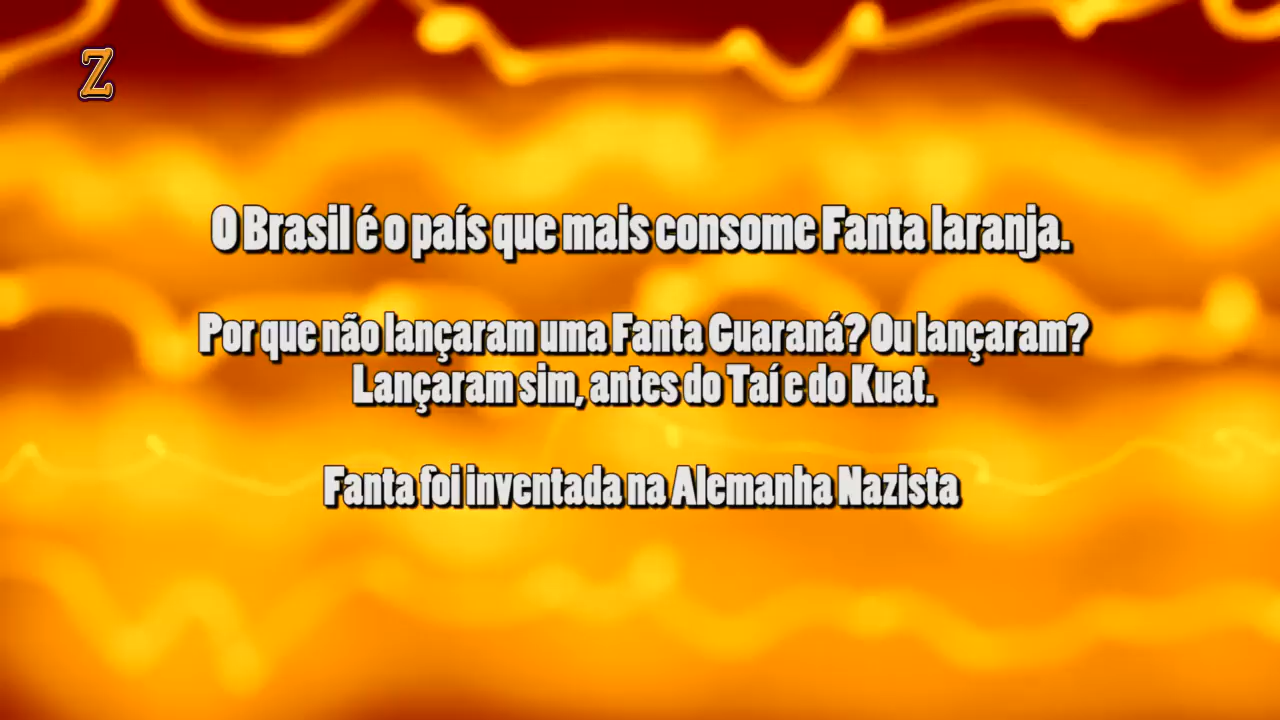 Z
O Brasil é o país que mais consome Fanta laranja.
Por que não lançaram uma Fanta Guaraná? Ou lançaram?
Lançaram sim, antes do Taí e do Kuat.
Fanta foi inventada na Alemanha Nazista